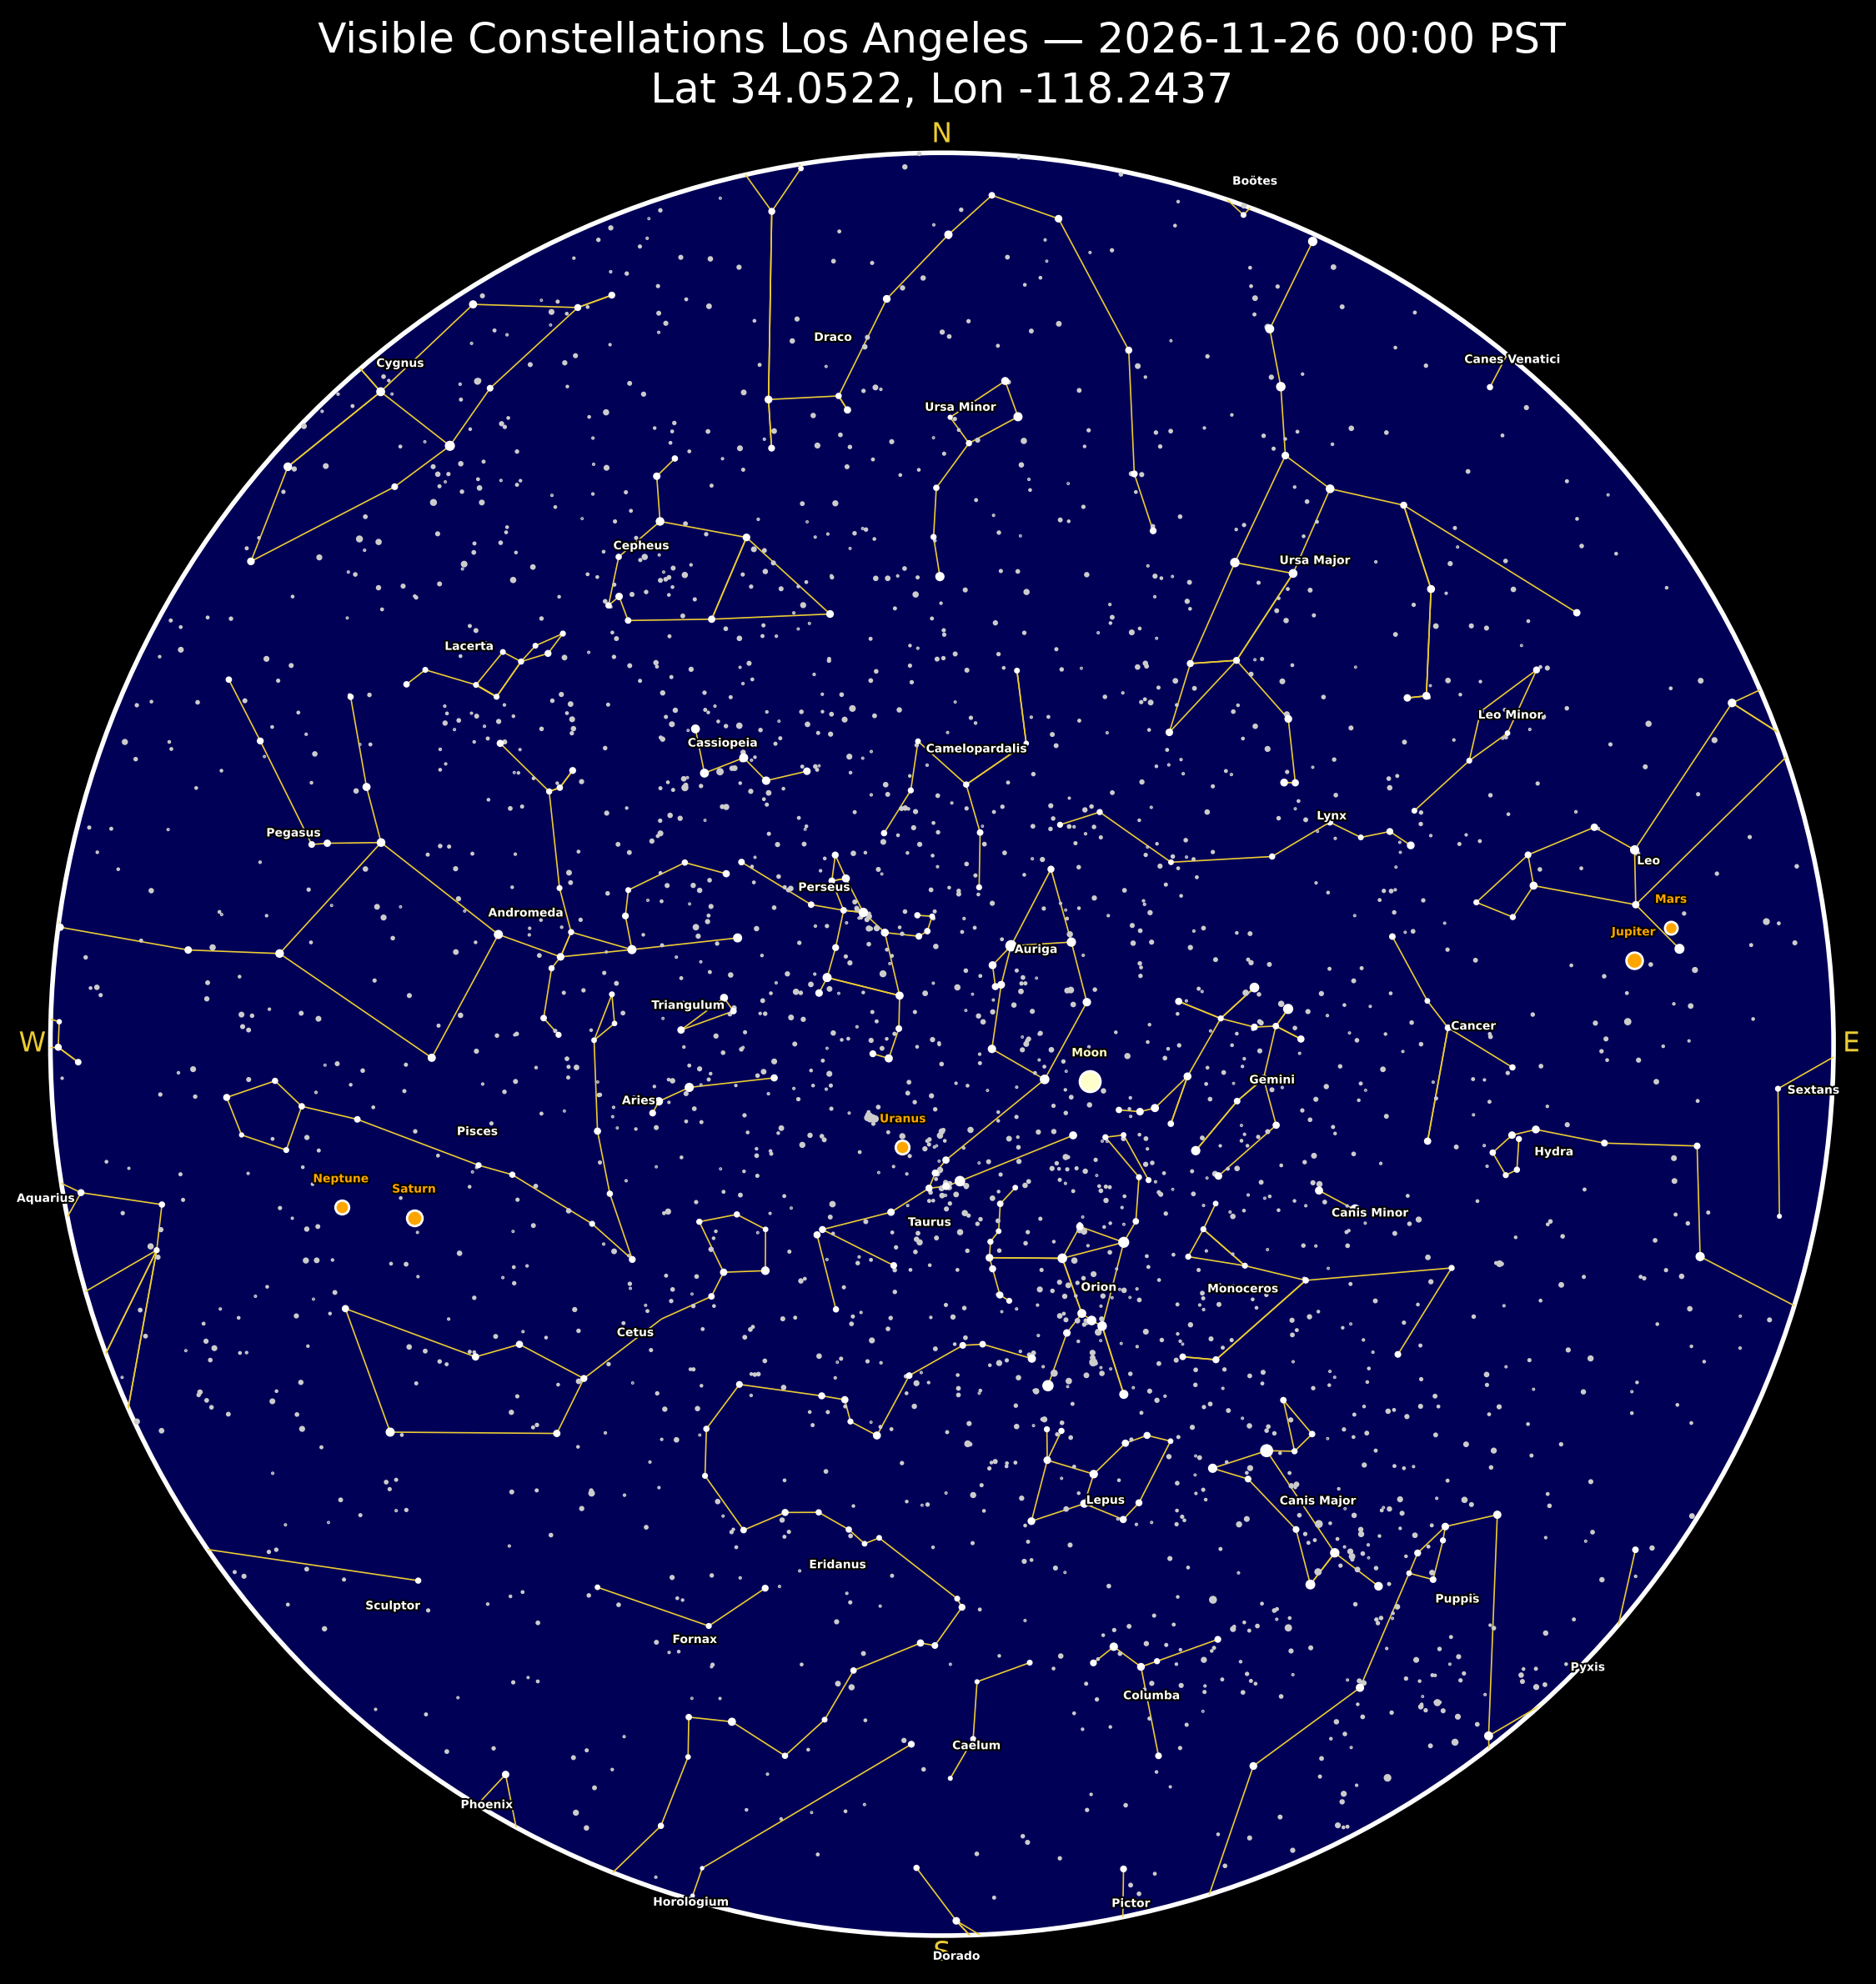 Visible Constellations Los Angeles — 2026-11-26 00:00 PST
Lat 34.0522, Lon -118.2437
N
Boötes
Draco
Canes Venatici
Cygnus
Ursa Minor
Cepheus
Ursa Major
Lacerta
Leo Minor
Cassiopeia
Camelopardalis
Lynx
Pegasus
Leo
Perseus
Mars
Andromeda
Jupiter
Auriga
Triangulum
Cancer
W
E
Moon
Gemini
Sextans
Aries
Uranus
Pisces
Hydra
Neptune
Saturn
Aquarius
Canis Minor
Taurus
Orion
Monoceros
Cetus
Lepus
Canis Major
Eridanus
Puppis
Sculptor
Fornax
Pyxis
Columba
Caelum
Phoenix
Horologium
Pictor
S
Dorado